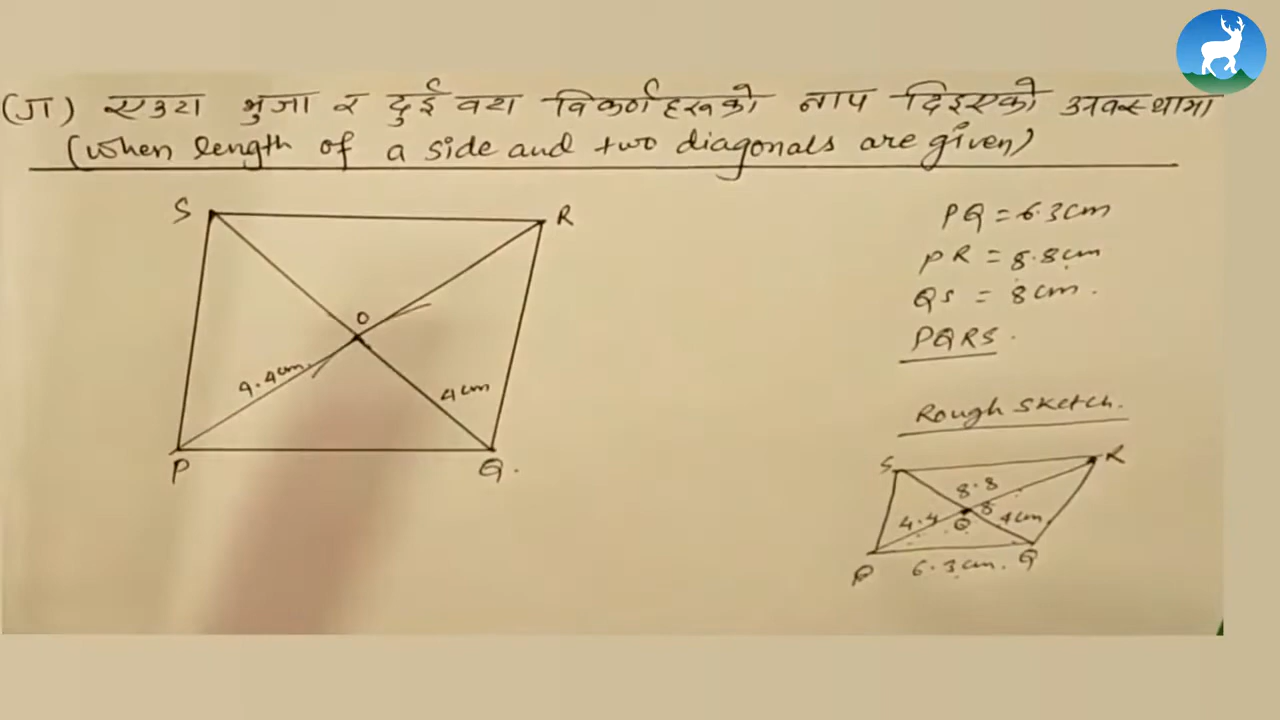 (ग) एउटा भुजा र दुई वटा विकर्णहरूको नाप दिइएको अवस्थामा
(when length of a side and two diagonals are given)
S
R
O
4.4cm.
4cm
P
Q.
PQ = 6.3cm
PR = 8.8cm
QS = 8cm.
PQRS.
Rough Sketch.
S
R
8.8
8
4.4
O
4cm
P
6.3cm.
Q